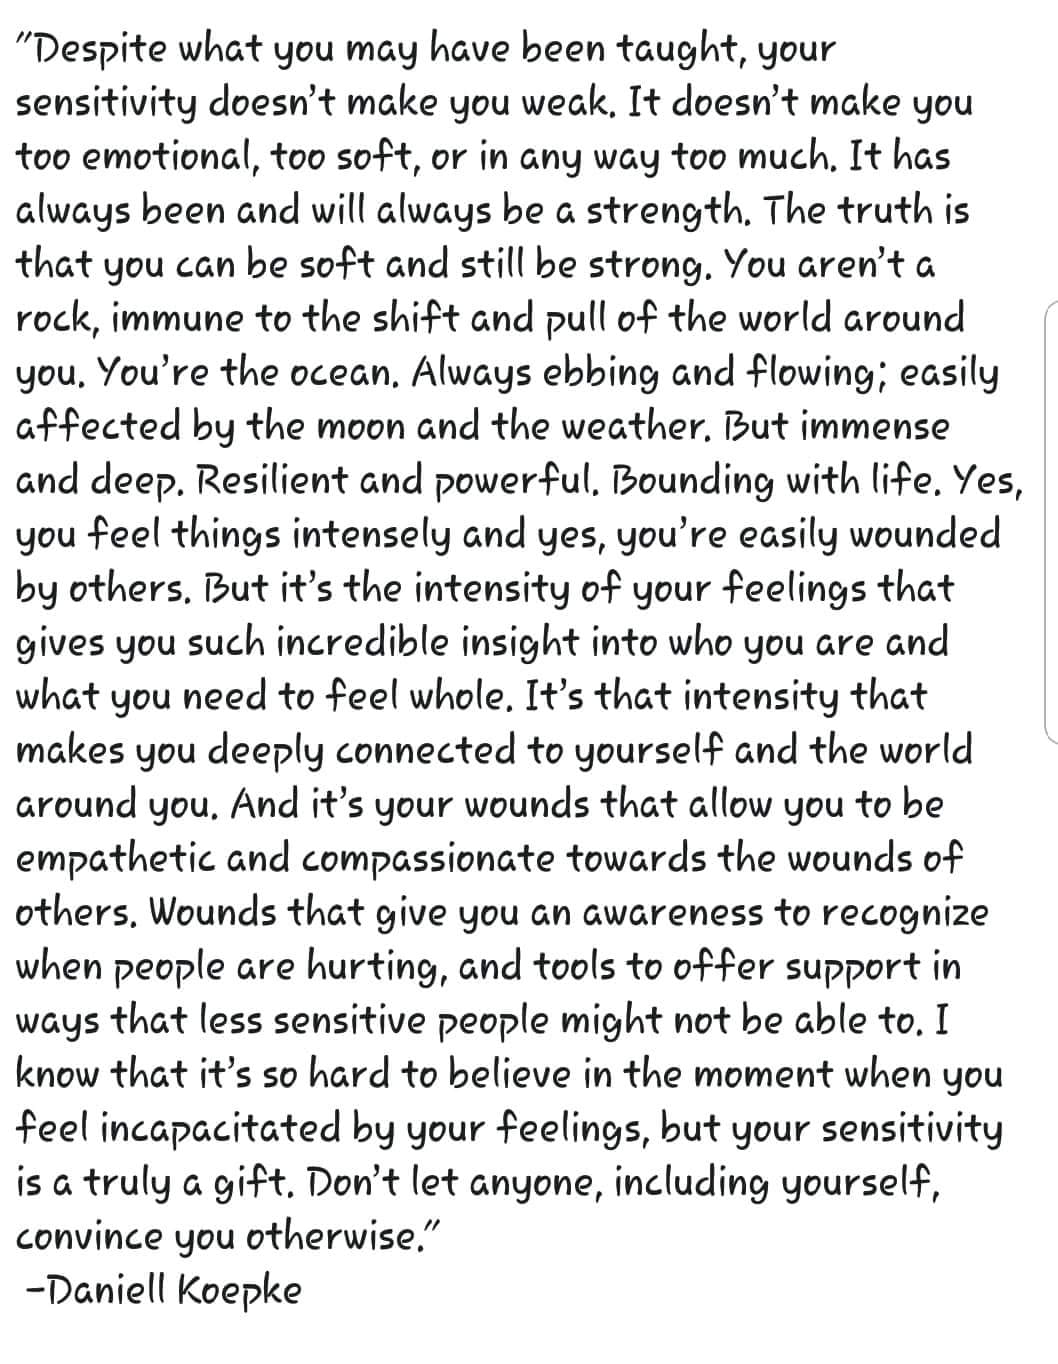 "Despite what you may have been taught, your
sensitivity doesn't make you weak. It doesn't make you
too emotional, too soft, or in any way too much. It has
always been and will always be a strength. The truth is
that you can be soft and still be strong. You aren't a
rock, immune to the shift and pull of the world around
you. You're the ocean. Always ebbing and flowing; easily
affected by the moon and the weather. But immense
and deep. Resilient and powerful. Bounding with life. Yes,
you feel things intensely and yes, you're easily wounded
by others. But it's the intensity of your feelings that
gives you such incredible insight into who you are and
what you need to feel whole. It's that intensity that
makes you deeply connected to yourself and the world
around you. And it's your wounds that allow you to be
empathetic and compassionate towards the wounds of
others. Wounds that give you an awareness to recognize
when people are hurting, and tools to offer support in
ways that less sensitive people might not be able to. I
know that it's so hard to believe in the moment when you
feel incapacitated by your feelings, but your sensitivity
is a truly a gift. Don't let anyone, including yourself,
convince you otherwise."
-Daniell Koepke